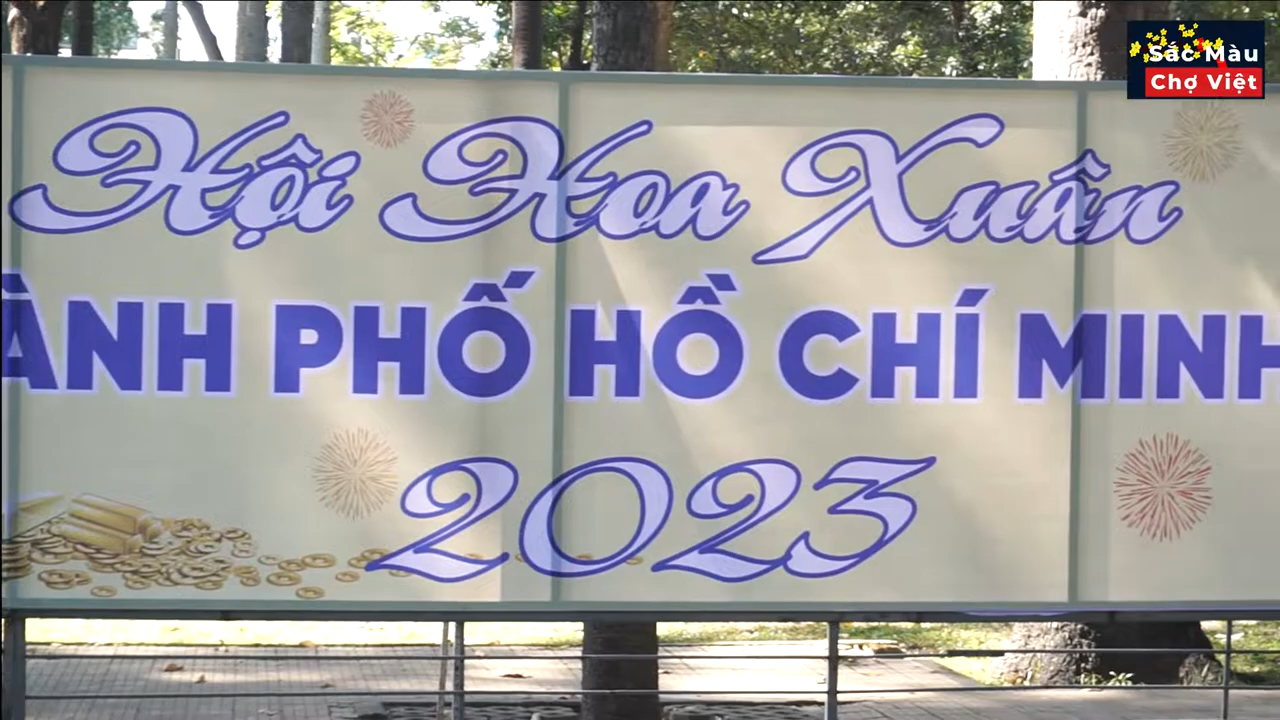 Sắc Màu
Chợ Việt
Hội Hoa Xuân
ÀNH PHỐ HỒ CHÍ MINH
2023